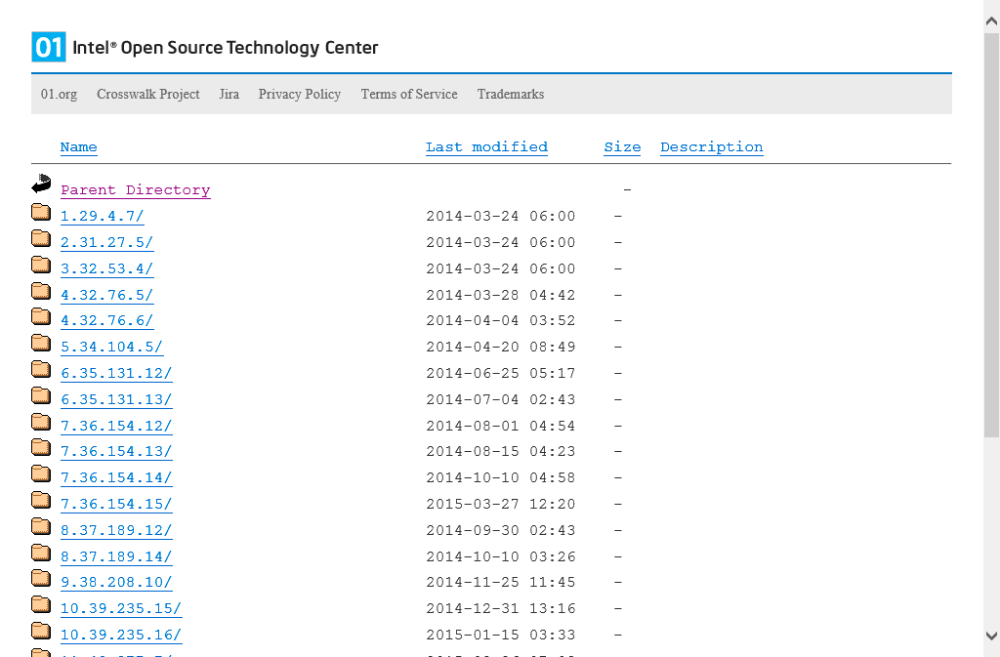 01 Intel® Open Source Technology Center
01.org Crosswalk Project Jira Privacy Policy Terms of Service Trademarks
Name Last modified Size Description
Parent Directory -
1.29.4.7/ 2014-03-24 06:00 -
2.31.27.5/ 2014-03-24 06:00 -
3.32.53.4/ 2014-03-24 06:00 -
4.32.76.5/ 2014-03-28 04:42 -
4.32.76.6/ 2014-04-04 03:52 -
5.34.104.5/ 2014-04-20 08:49 -
6.35.131.12/ 2014-06-25 05:17 -
6.35.131.13/ 2014-07-04 02:43 -
7.36.154.12/ 2014-08-01 04:54 -
7.36.154.13/ 2014-08-15 04:23 -
7.36.154.14/ 2014-10-10 04:58 -
7.36.154.15/ 2015-03-27 12:20 -
8.37.189.12/ 2014-09-30 02:43 -
8.37.189.14/ 2014-10-10 03:26 -
9.38.208.10/ 2014-11-25 11:45 -
10.39.235.15/ 2014-12-31 13:16 -
10.39.235.16/ 2015-01-15 03:33 -